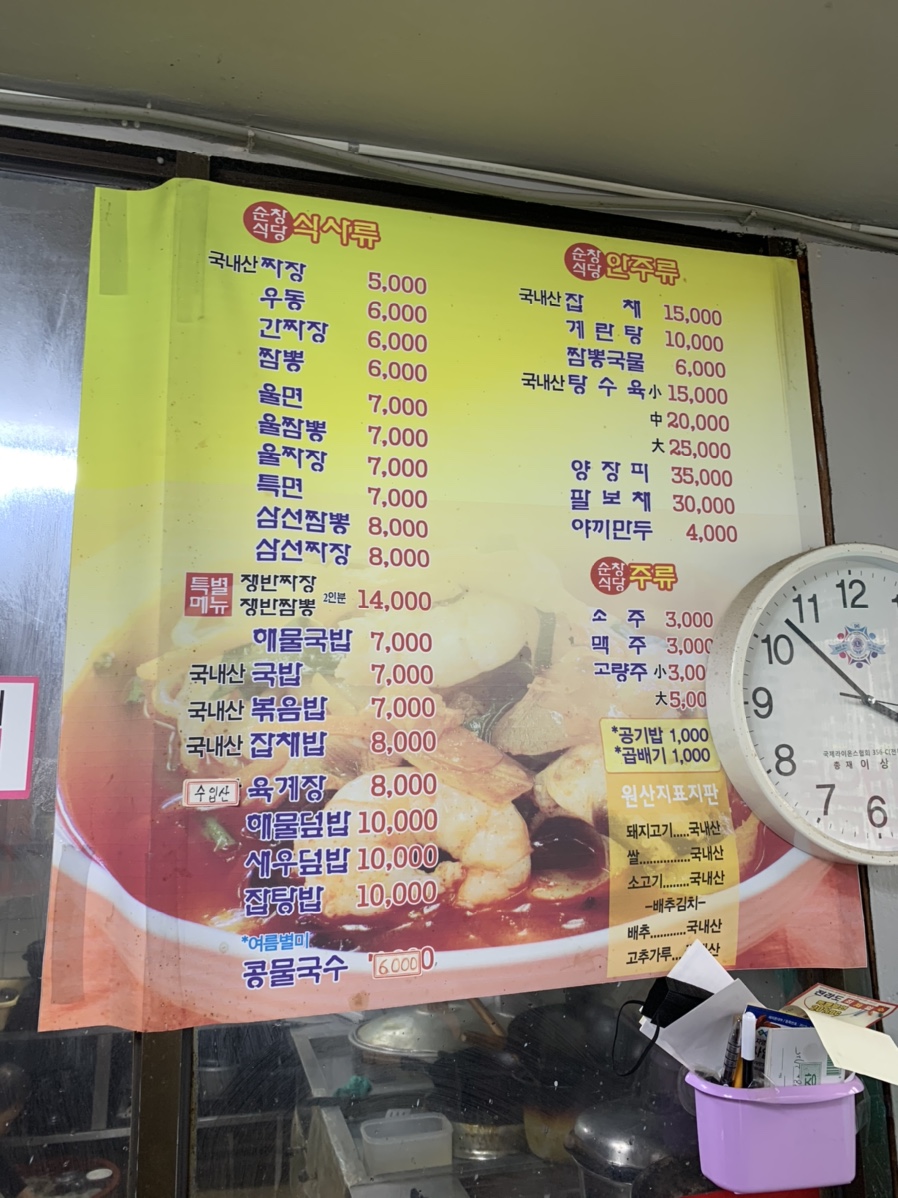 순창식당 식사류
국내산 짜장 5,000
우동 6,000
간짜장 6,000
짬뽕 6,000
울면 7,000
울짬뽕 7,000
울짜장 7,000
특면 7,000
삼선짬뽕 8,000
삼선짜장 8,000
특별메뉴 쟁반짜장
쟁반짬뽕 2인분 14,000
해물국밥 7,000
국내산 국밥 7,000
국내산 볶음밥 7,000
국내산 잡채밥 8,000
수입산 육게장 8,000
해물덮밥 10,000
새우덮밥 10,000
잡탕밥 10,000
*여름별미
콩물국수 6000
순창식당 안주류
국내산 잡 채 15,000
계 란 탕 10,000
짬뽕국물 6,000
국내산 탕 수 육 小 15,000
中 20,000
大 25,000
양 장 피 35,000
팔 보 채 30,000
야끼만두 4,000
순창식당 주류
소 주 3,000
맥 주 3,000
고량주 小 3,00
大 5,00
*공기밥 1,000
*곱배기 1,000
원산지표지판
돼지고기.....국내산
쌀..............국내산
소고기........국내산
-배추김치-
배추..........국내산
고추가루...
12
11
10
9
8
7
6